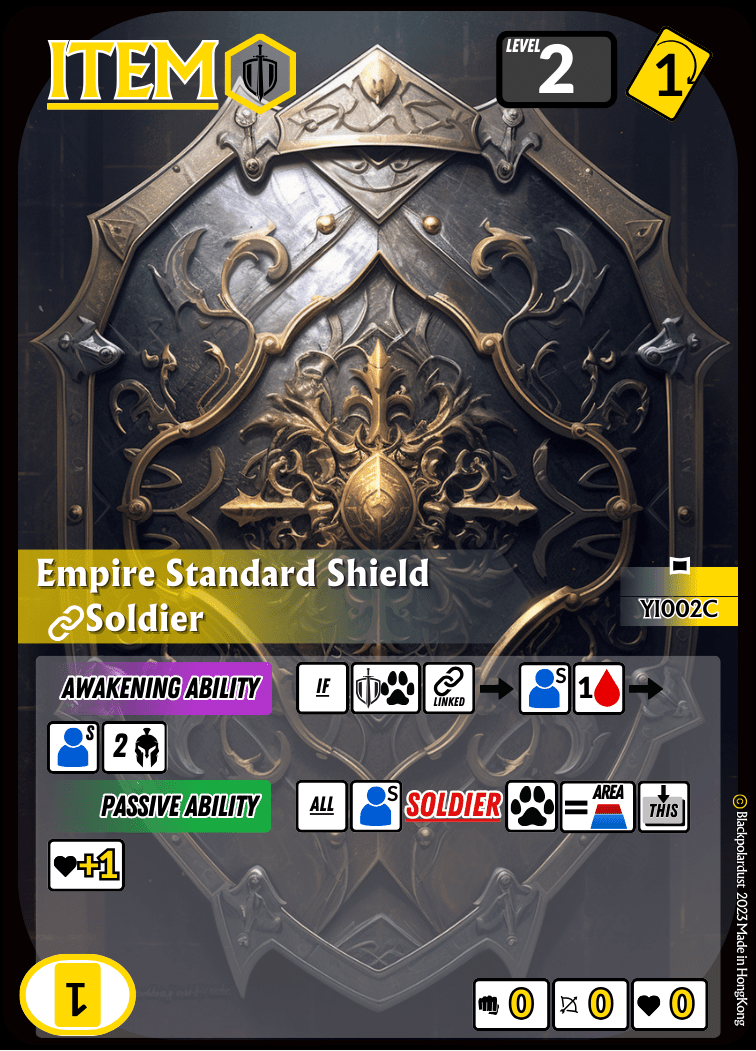 ITEM
LEVEL 2
1
Empire Standard Shield
Soldier
YI002C
AWAKENING ABILITY IF LINKED S 1
S 2
PASSIVE ABILITY ALL S SOLDIER = AREA THIS
+1
1
0 0 0
© Blackpolardust 2023 Made in HongKong